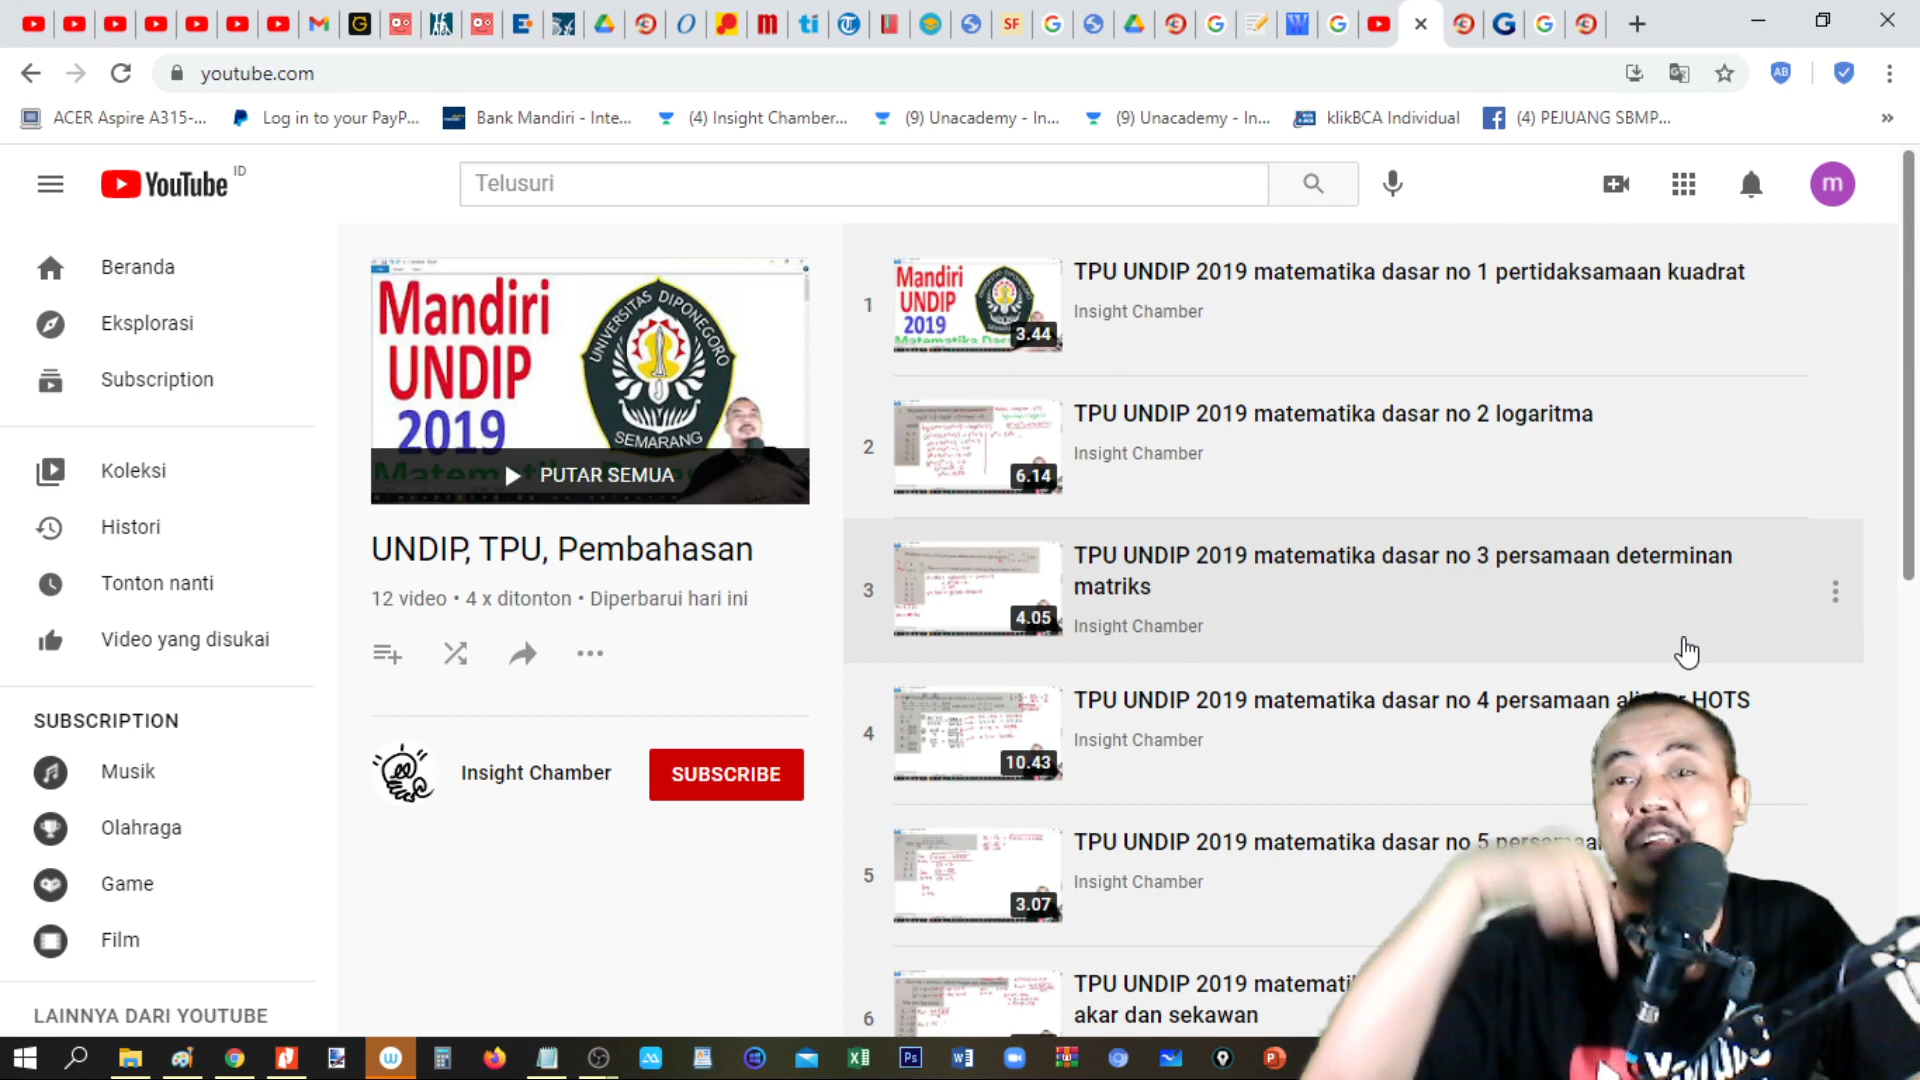 youtube.com
ACER Aspire A315-...
Log in to your PayP...
Bank Mandiri - Inte...
(4) Insight Chamber...
(9) Unacademy - In...
(9) Unacademy - In...
klikBCA Individual
(4) PEJUANG SBMP...
YouTube ID
Telusuri
m
Beranda
Eksplorasi
Subscription
Koleksi
Histori
Tonton nanti
Video yang disukai
SUBSCRIPTION
Musik
Olahraga
Game
Film
LAINNYA DARI YOUTUBE
Mandiri
UNDIP
2019
UNIVERSITAS DIPONEGORO
SEMARANG
PUTAR SEMUA
UNDIP, TPU, Pembahasan
12 video • 4 x ditonton • Diperbarui hari ini
Insight Chamber
SUBSCRIBE
1
Mandiri
UNDIP
2019
3.44
TPU UNDIP 2019 matematika dasar no 1 pertidaksamaan kuadrat
Insight Chamber
2
6.14
TPU UNDIP 2019 matematika dasar no 2 logaritma
Insight Chamber
3
4.05
TPU UNDIP 2019 matematika dasar no 3 persamaan determinan
matriks
Insight Chamber
4
10.43
TPU UNDIP 2019 matematika dasar no 4 persamaan HOTS
Insight Chamber
5
3.07
TPU UNDIP 2019 matematika dasar no 5
Insight Chamber
6
TPU UNDIP 2019
akar dan sekawan